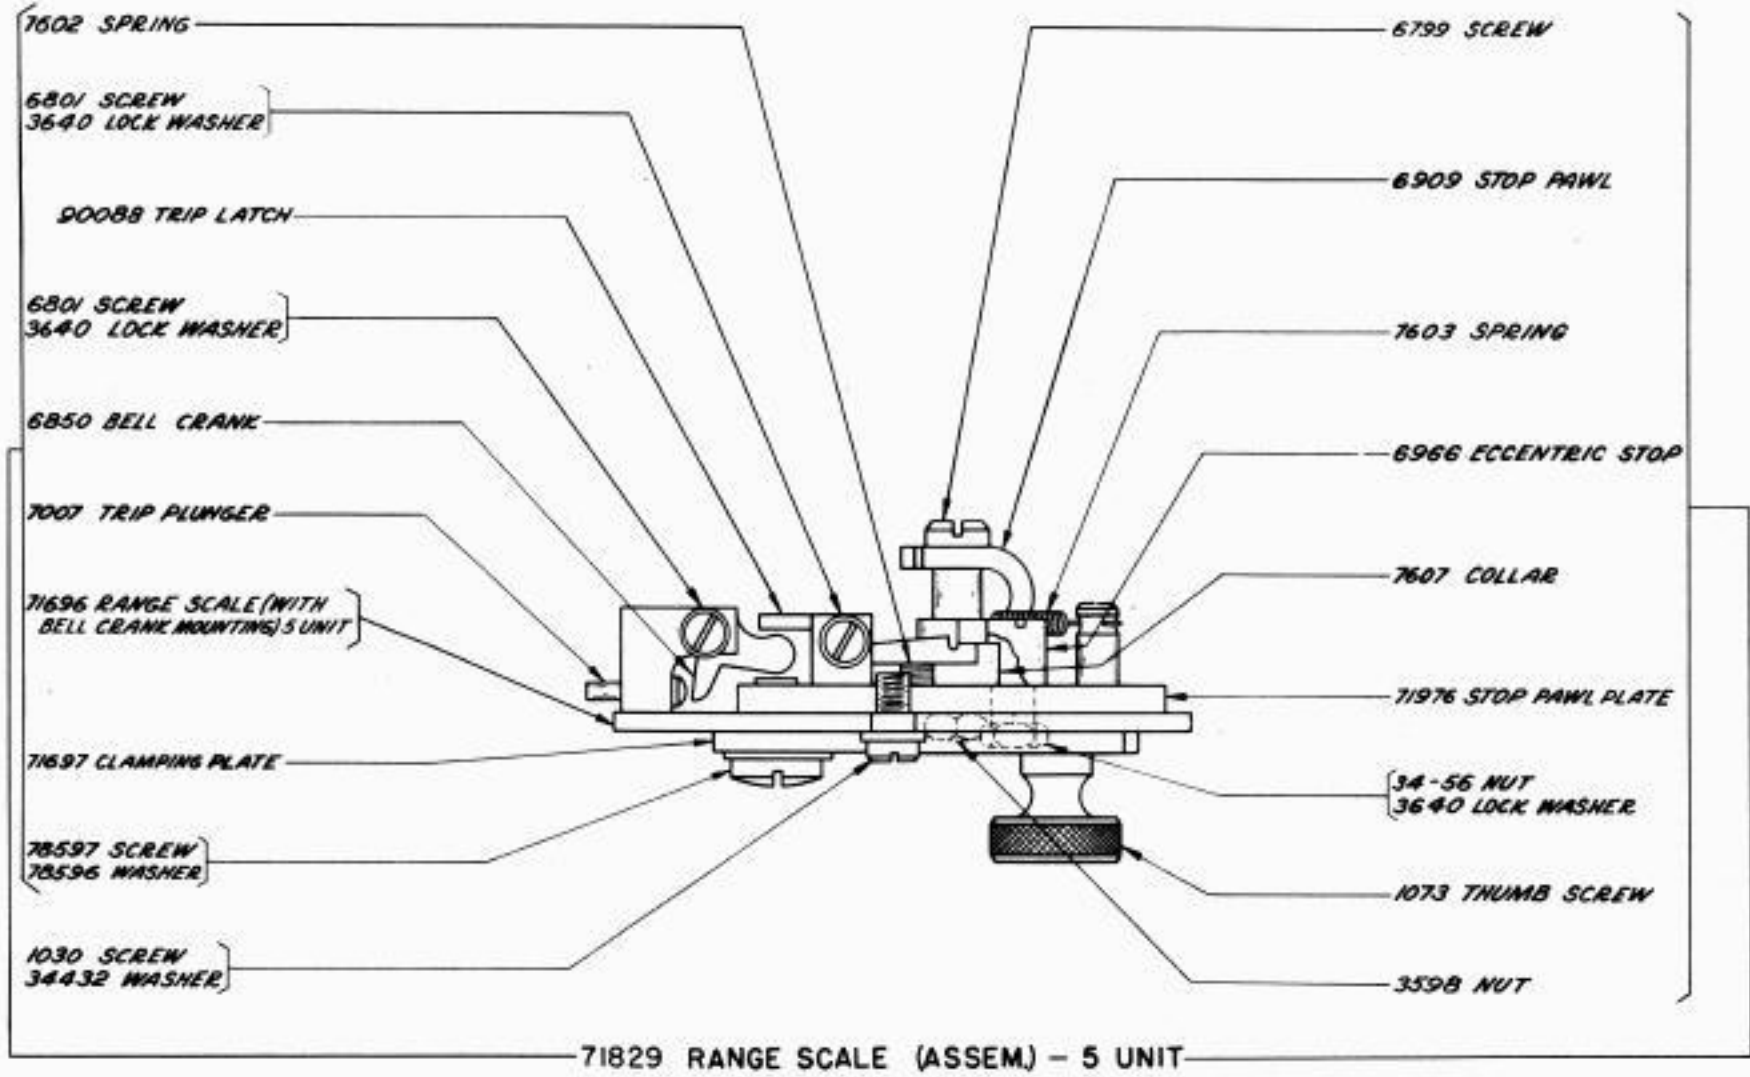 7602 SPRING
6801 SCREW
3640 LOCK WASHER
90088 TRIP LATCH
6801 SCREW
3640 LOCK WASHER
6850 BELL CRANK
7007 TRIP PLUNGER
71696 RANGE SCALE (WITH
BELL CRANK MOUNTING) 5 UNIT
71697 CLAMPING PLATE
78597 SCREW
78596 WASHER
1030 SCREW
34432 WASHER
6799 SCREW
6909 STOP PAWL
7603 SPRING
6966 ECCENTRIC STOP
7607 COLLAR
71976 STOP PAWL PLATE
34-56 NUT
3640 LOCK WASHER
1073 THUMB SCREW
3598 NUT
71829 RANGE SCALE (ASSEM.) - 5 UNIT